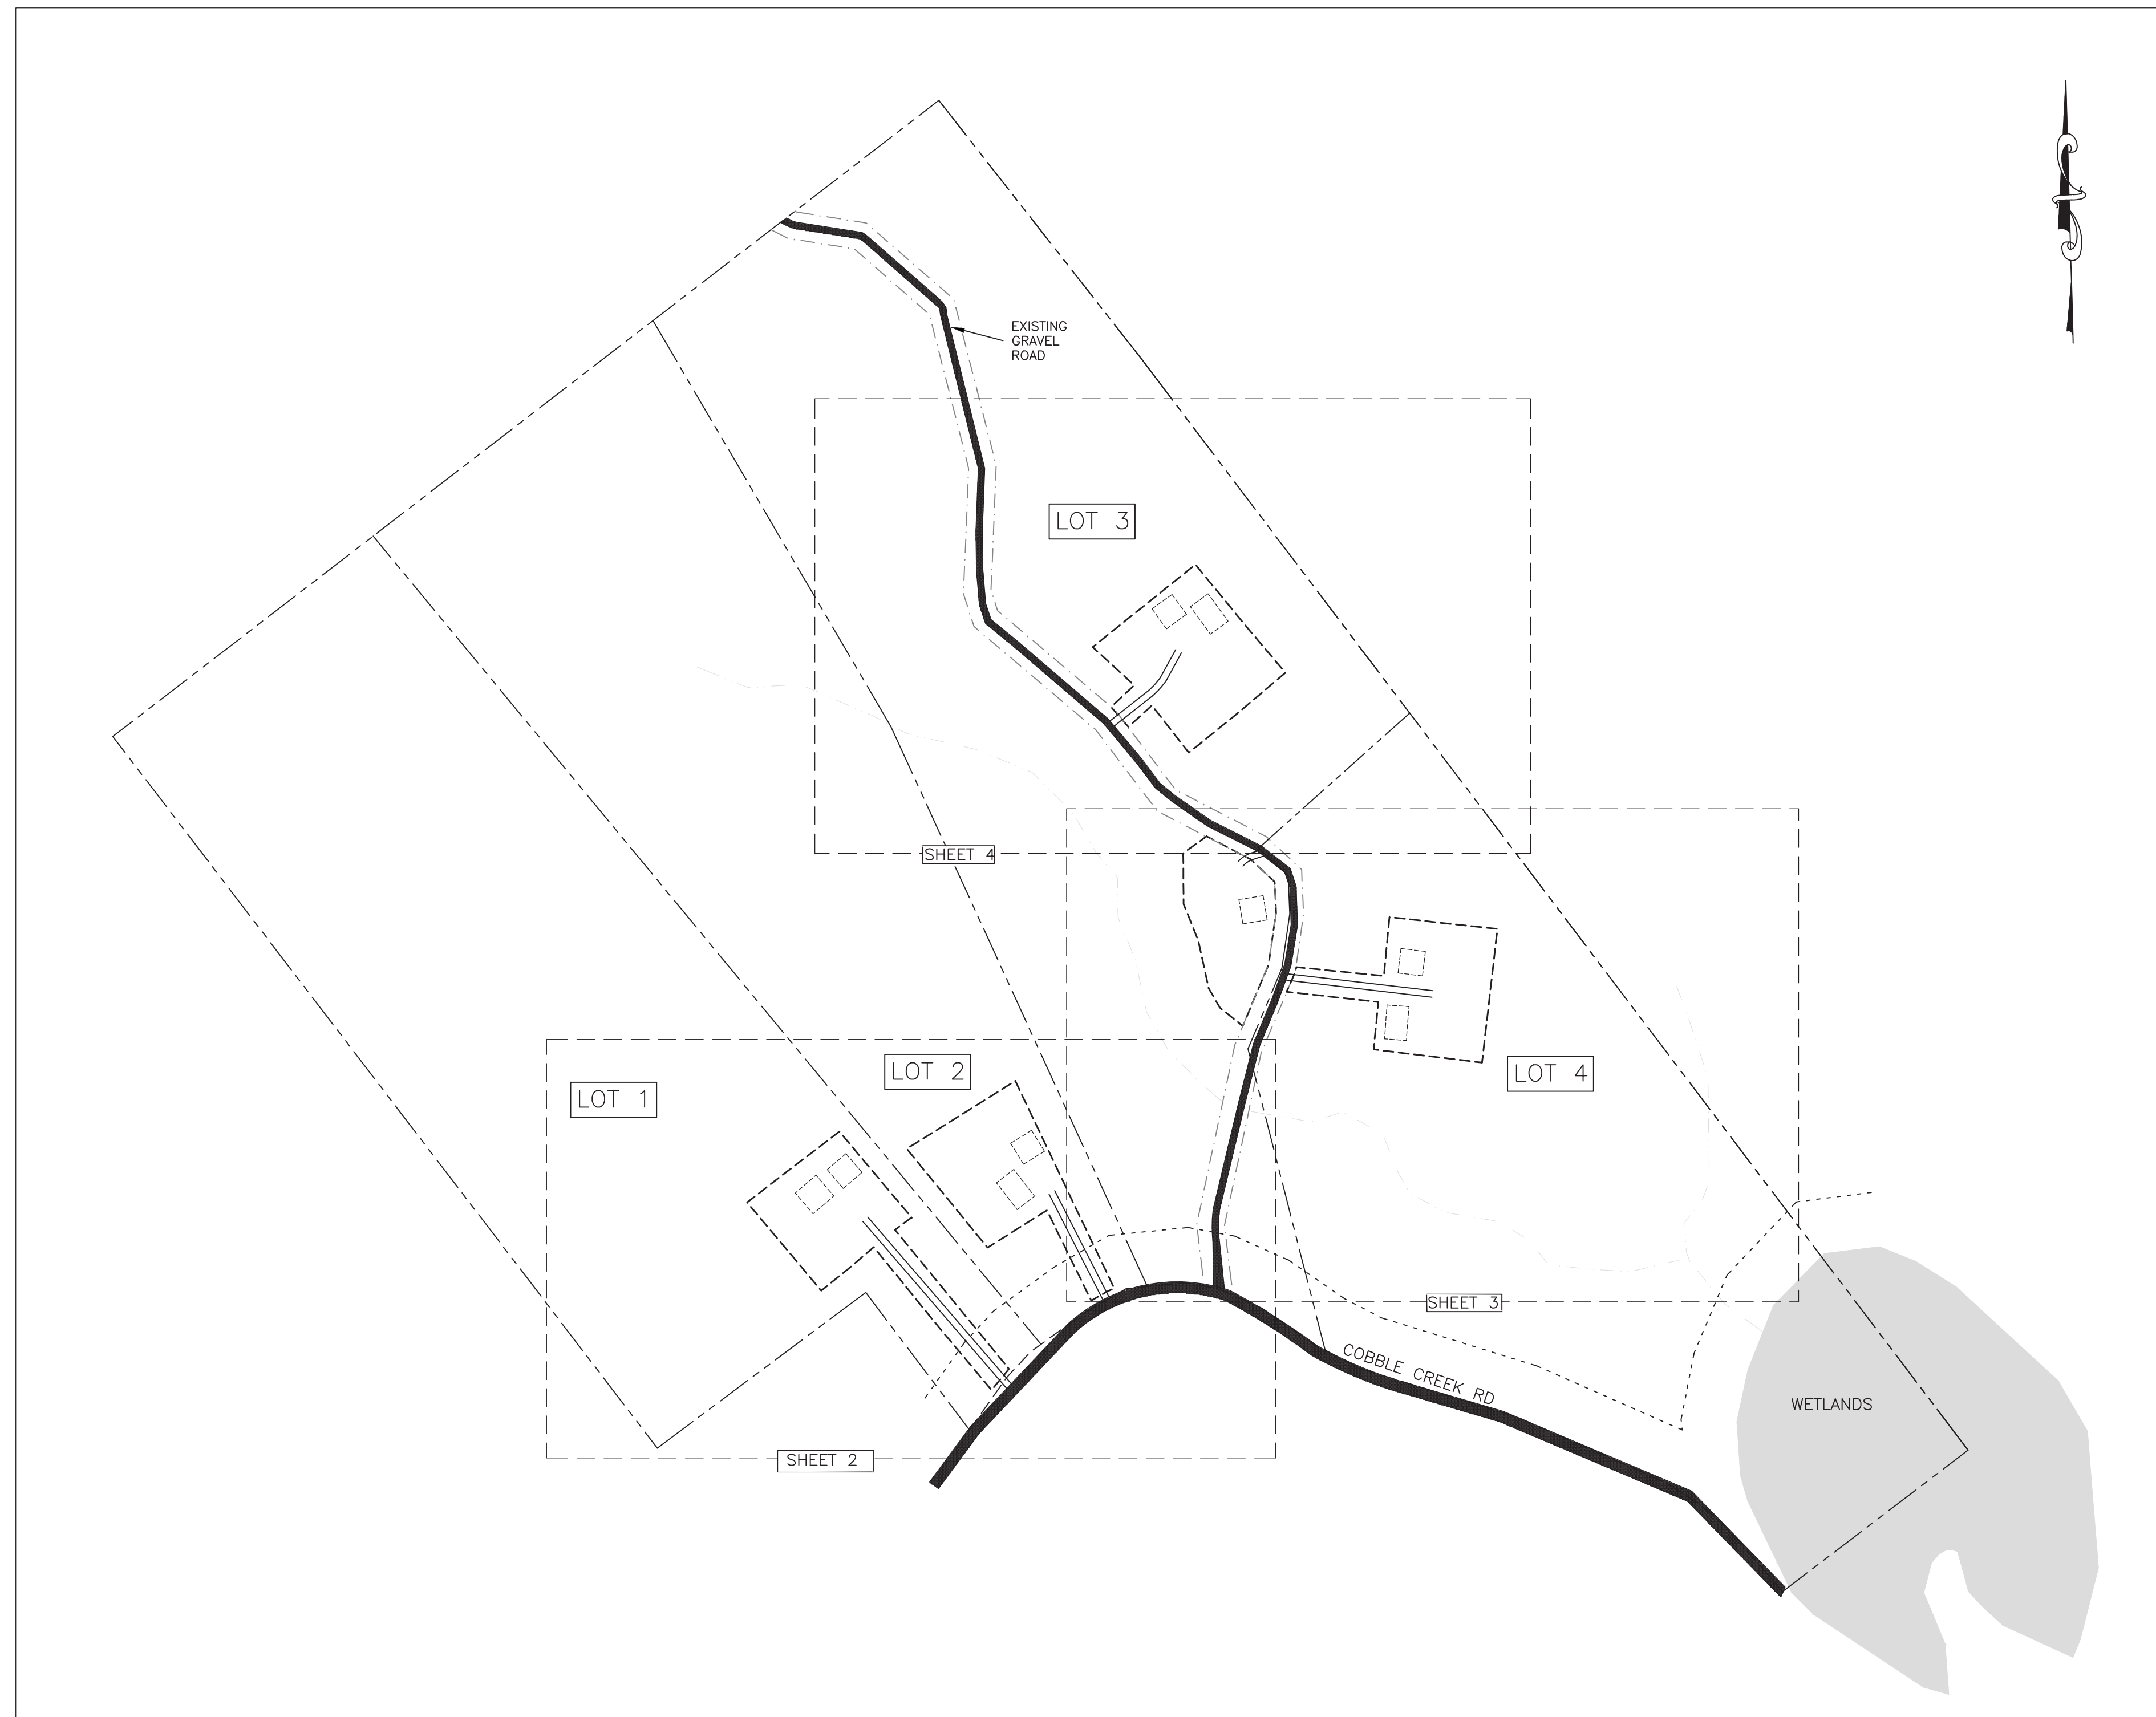 EXISTING
GRAVEL
ROAD
LOT 3
SHEET 4
LOT 2
LOT 4
LOT 1
SHEET 3
COBBLE CREEK RD
WETLANDS
SHEET 2